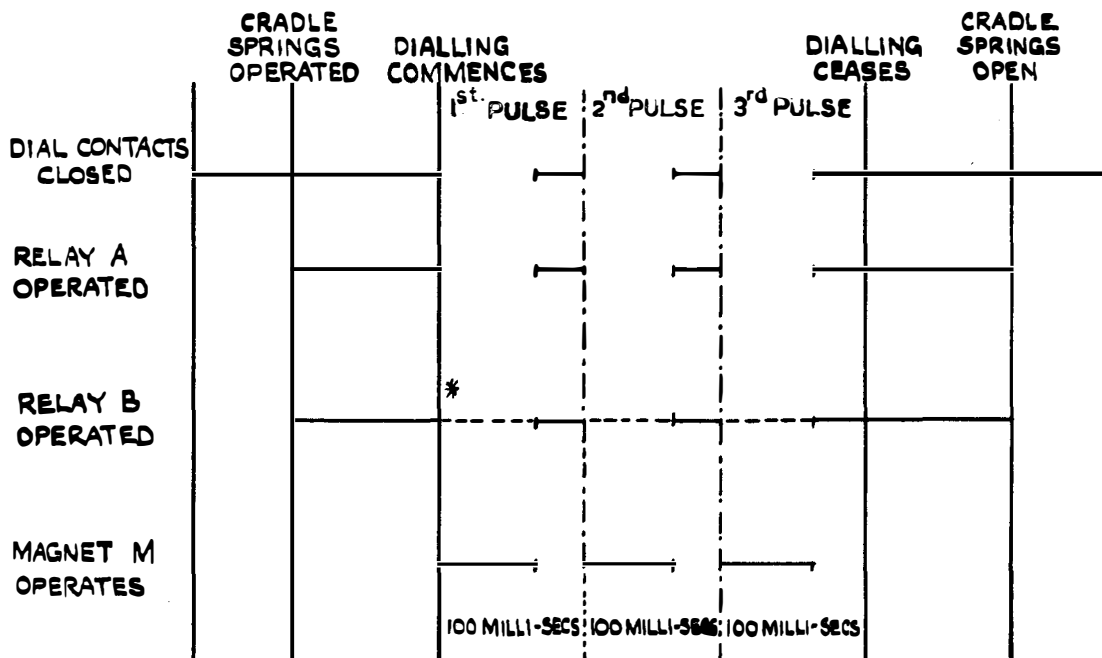 CRADLE
SPRINGS
OPERATED
DIALLING
COMMENCES
DIALLING
CEASES
CRADLE
SPRINGS
OPEN
1st. PULSE
2nd PULSE
3rd PULSE
DIAL CONTACTS
CLOSED
RELAY A
OPERATED
*
RELAY B
OPERATED
MAGNET M
OPERATES
100 MILLI-SECS
100 MILLI-SECS
100 MILLI-SECS